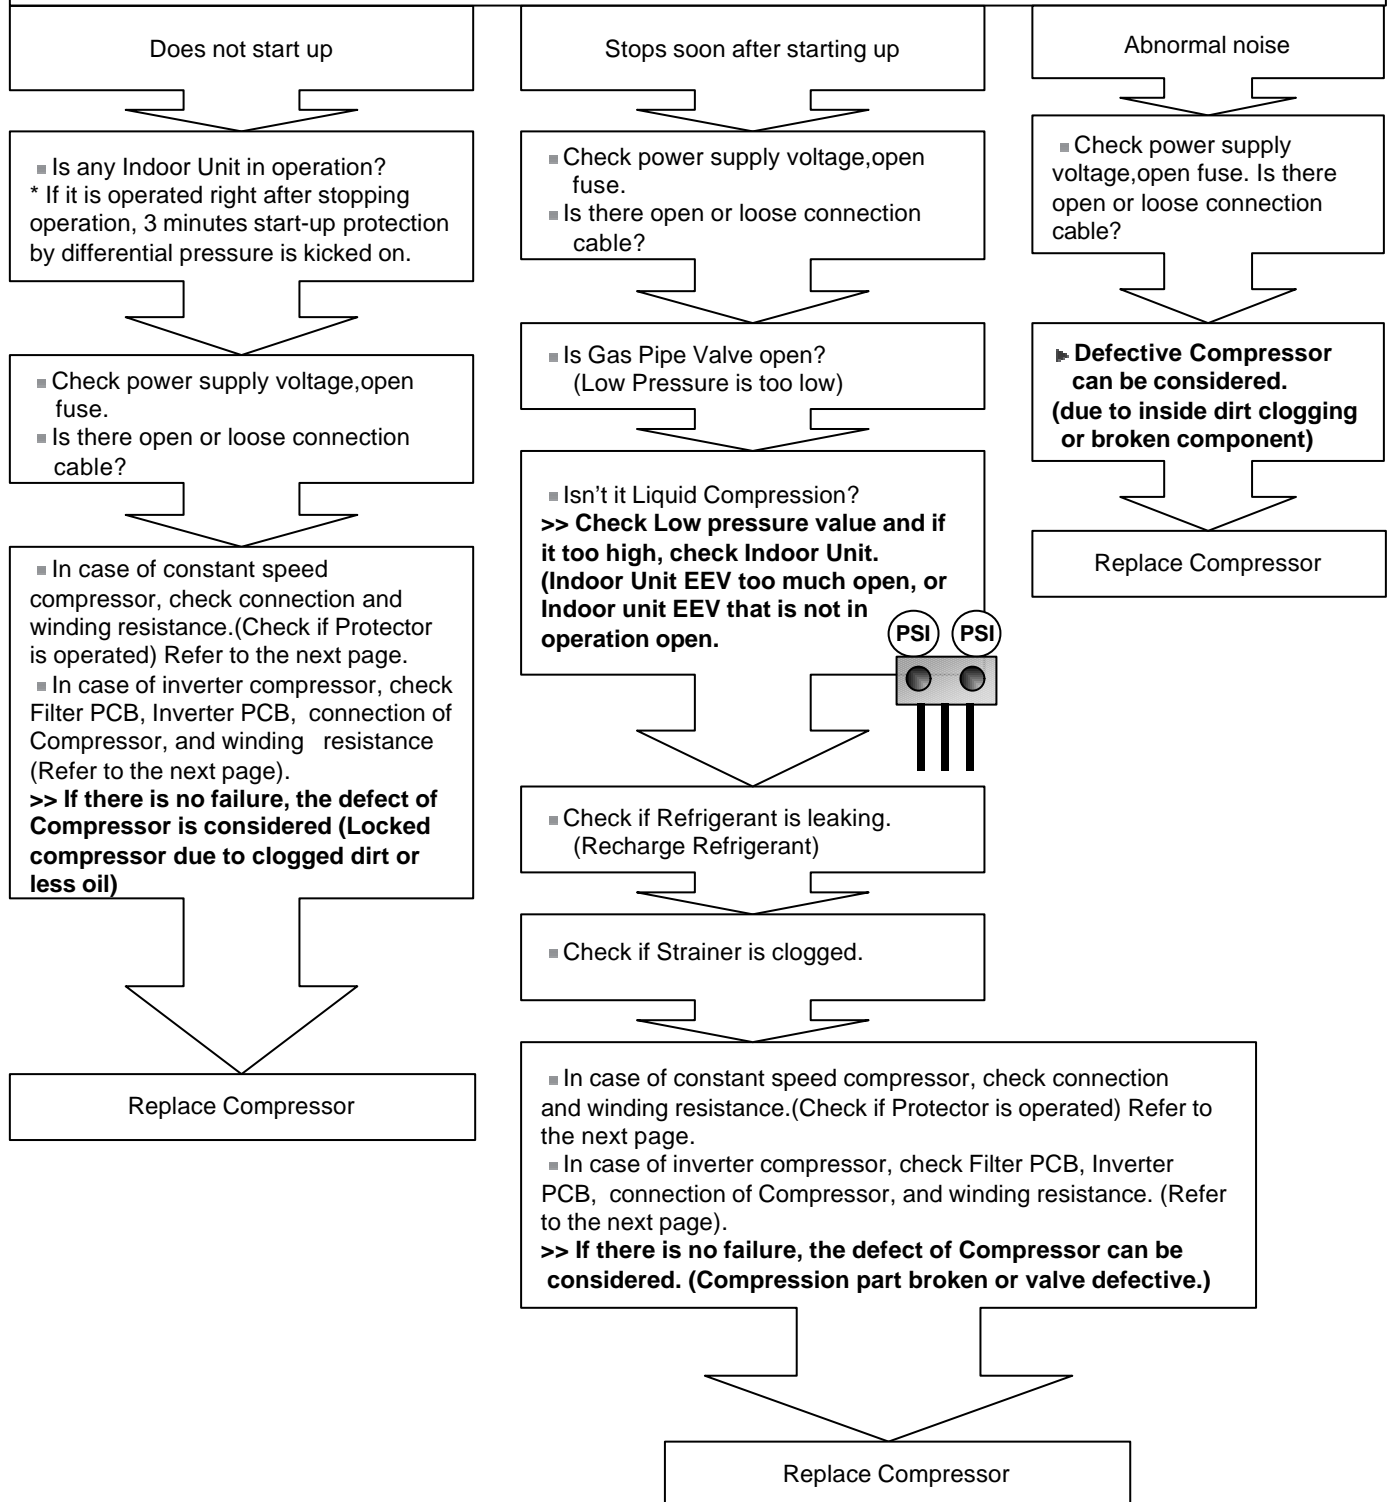 Does not start up
■ Is any Indoor Unit in operation?
* If it is operated right after stopping
operation, 3 minutes start-up protection
by differential pressure is kicked on.
■ Check power supply voltage,open
fuse.
■ Is there open or loose connection
cable?
■ In case of constant speed
compressor, check connection and
winding resistance.(Check if Protector
is operated) Refer to the next page.
■ In case of inverter compressor, check
Filter PCB, Inverter PCB, connection of
Compressor, and winding resistance
(Refer to the next page).
>> If there is no failure, the defect of
Compressor is considered (Locked
compressor due to clogged dirt or
less oil)
Replace Compressor
Stops soon after starting up
■ Check power supply voltage,open
fuse.
■ Is there open or loose connection
cable?
■ Is Gas Pipe Valve open?
(Low Pressure is too low)
■ Isn’t it Liquid Compression?
>> Check Low pressure value and if
it too high, check Indoor Unit.
(Indoor Unit EEV too much open, or
Indoor unit EEV that is not in
operation open.
PSI PSI
■ Check if Refrigerant is leaking.
(Recharge Refrigerant)
■ Check if Strainer is clogged.
■ In case of constant speed compressor, check connection
and winding resistance.(Check if Protector is operated) Refer to
the next page.
■ In case of inverter compressor, check Filter PCB, Inverter
PCB, connection of Compressor, and winding resistance. (Refer
to the next page).
>> If there is no failure, the defect of Compressor can be
considered. (Compression part broken or valve defective.)
Replace Compressor
Abnormal noise
■ Check power supply
voltage,open fuse. Is there
open or loose connection
cable?
► Defective Compressor
can be considered.
(due to inside dirt clogging
or broken component)
Replace Compressor